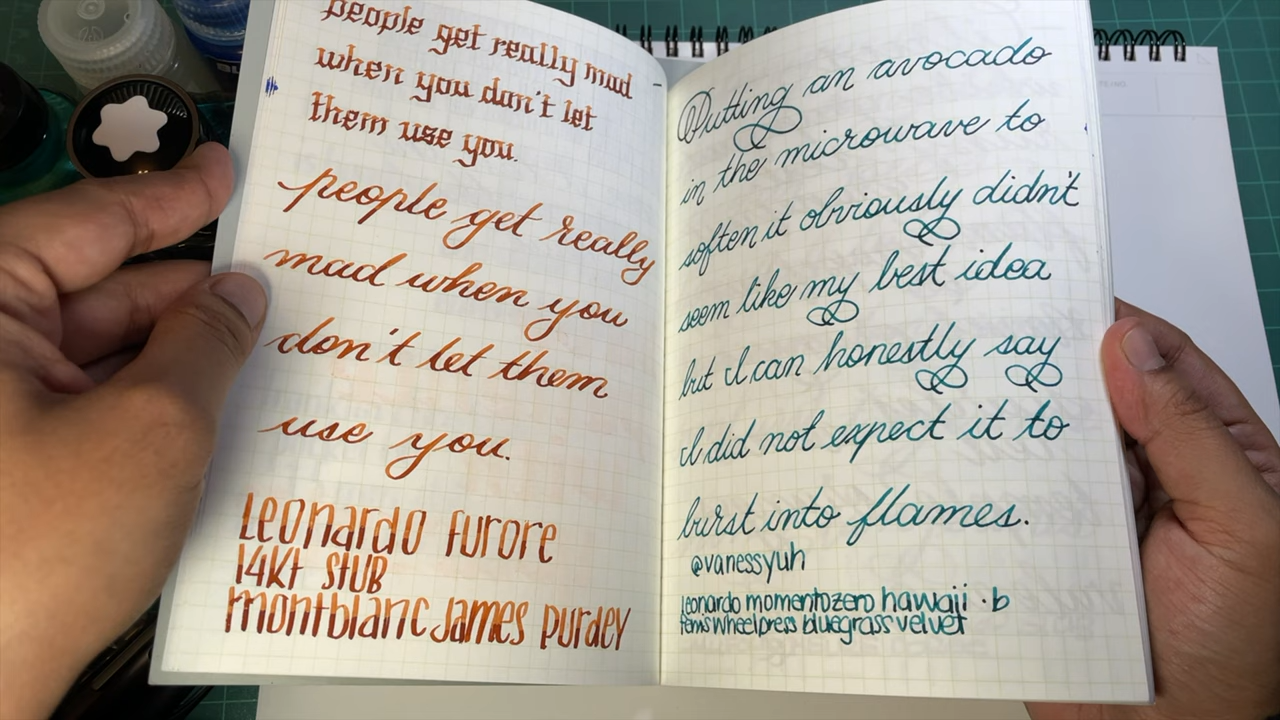 people get really mad
when you don't let
them use you.
people get really
mad when you
don't let them
use you.
Leonardo furore
14Kt STUB
montblanc James purdey
Putting an avocado
in the microwave to
soften it obviously didn't
seem like my best idea
but I can honestly say
I did not expect it to
burst into flames.
@vanessyuh
Leonardo momentozero hawaii · b
Ferris wheelpress bluegrass velvet